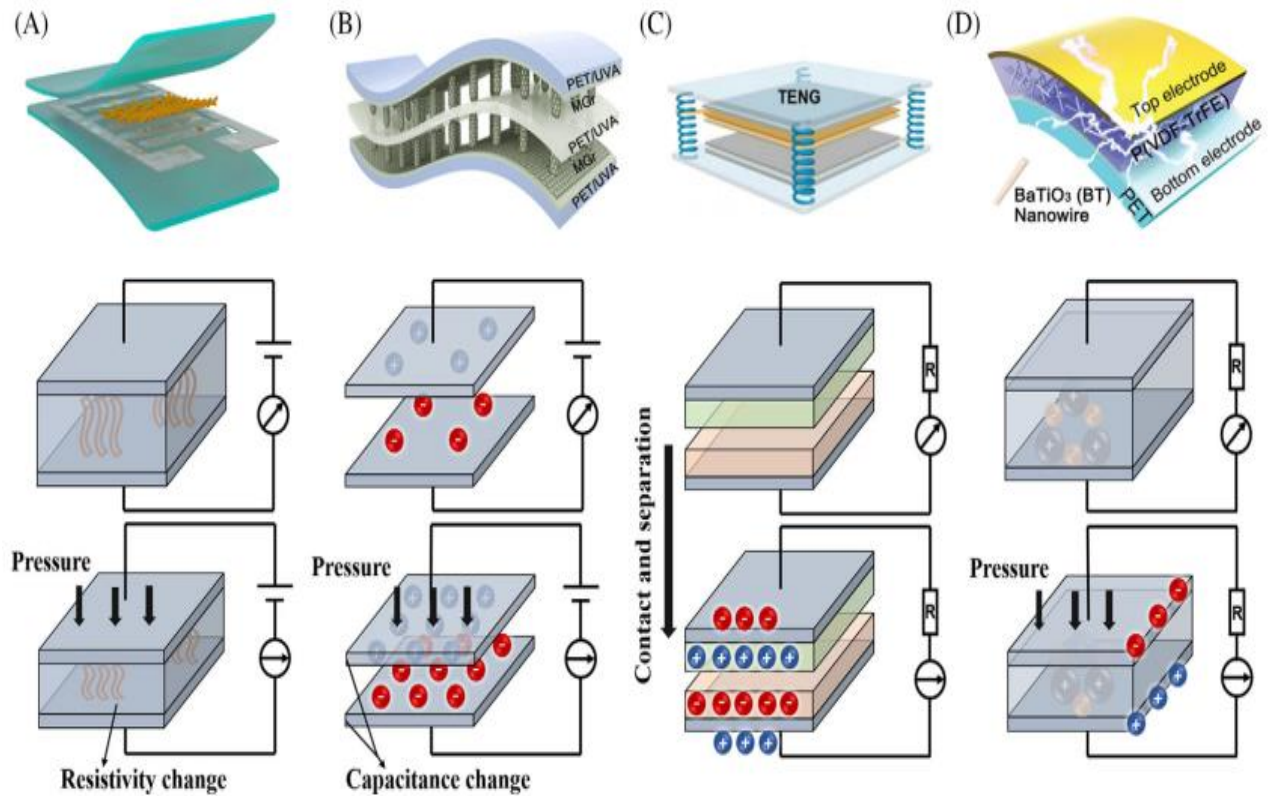 (A)
(B)
(C)
(D)
PET/UVA
MGr
PET/UVA
MGr
PET/UVA
TENG
Top electrode
P(VDF-TrFE)
Bottom electrode
PET
BaTiO₃ (BT)
Nanowire
R
R
Contact and separation
Pressure
Pressure
R
Pressure
R
Resistivity change
Capacitance change